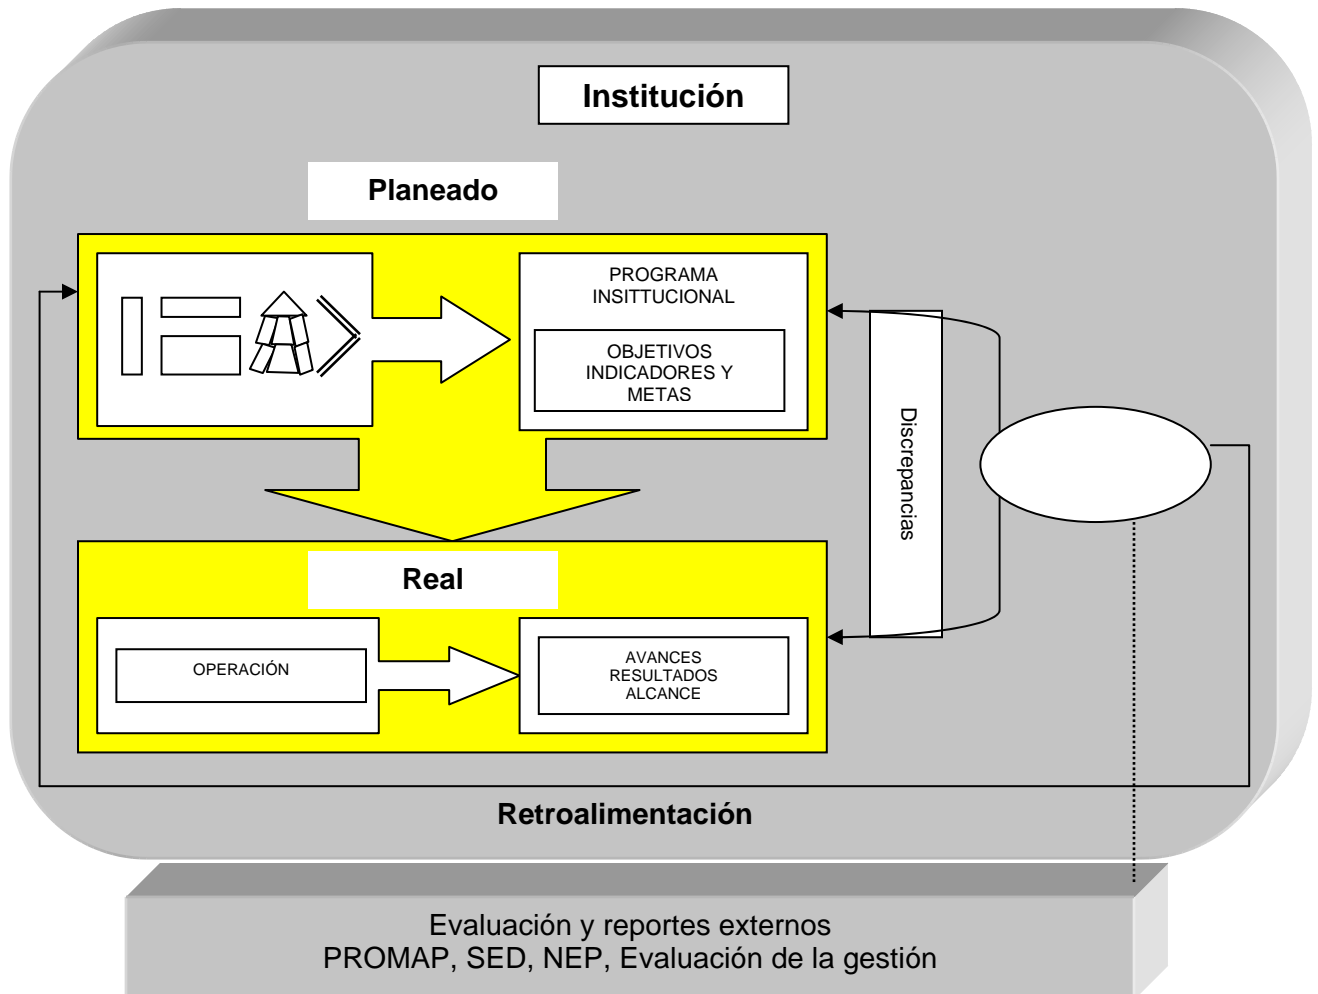 Institución
Planeado
PROGRAMA
INSITTUCIONAL
OBJETIVOS
INDICADORES Y
METAS
Discrepancias
Real
OPERACIÓN
AVANCES
RESULTADOS
ALCANCE
Retroalimentación
Evaluación y reportes externos
PROMAP, SED, NEP, Evaluación de la gestión